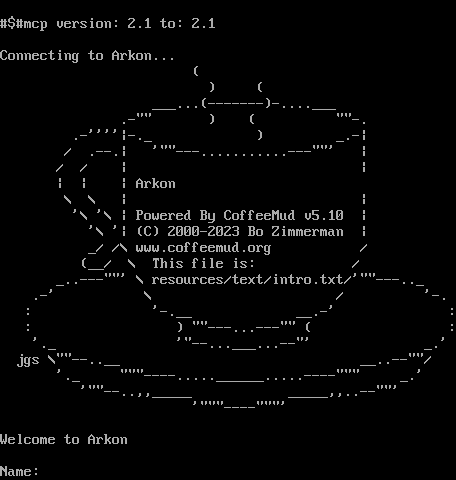 #$#mcp version: 2.1 to: 2.1
Connecting to Arkon...
Arkon
Powered By CoffeeMud v5.10
(C) 2000-2023 Bo Zimmerman
www.coffeemud.org
This file is:
resources/text/intro.txt
jgs
Welcome to Arkon
Name: